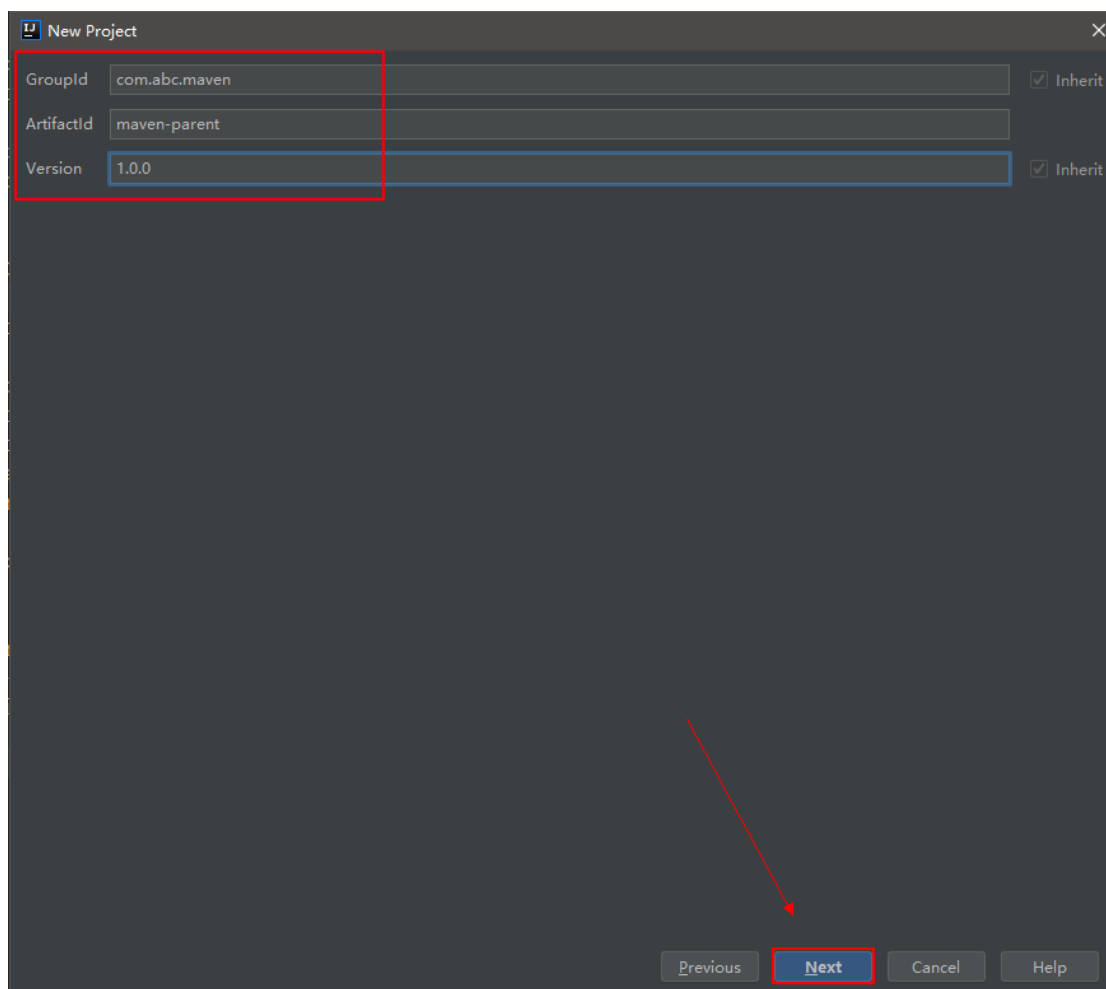 New Project
GroupId com.abc.maven Inherit
ArtifactId maven-parent
Version 1.0.0 Inherit
Previous Next Cancel Help